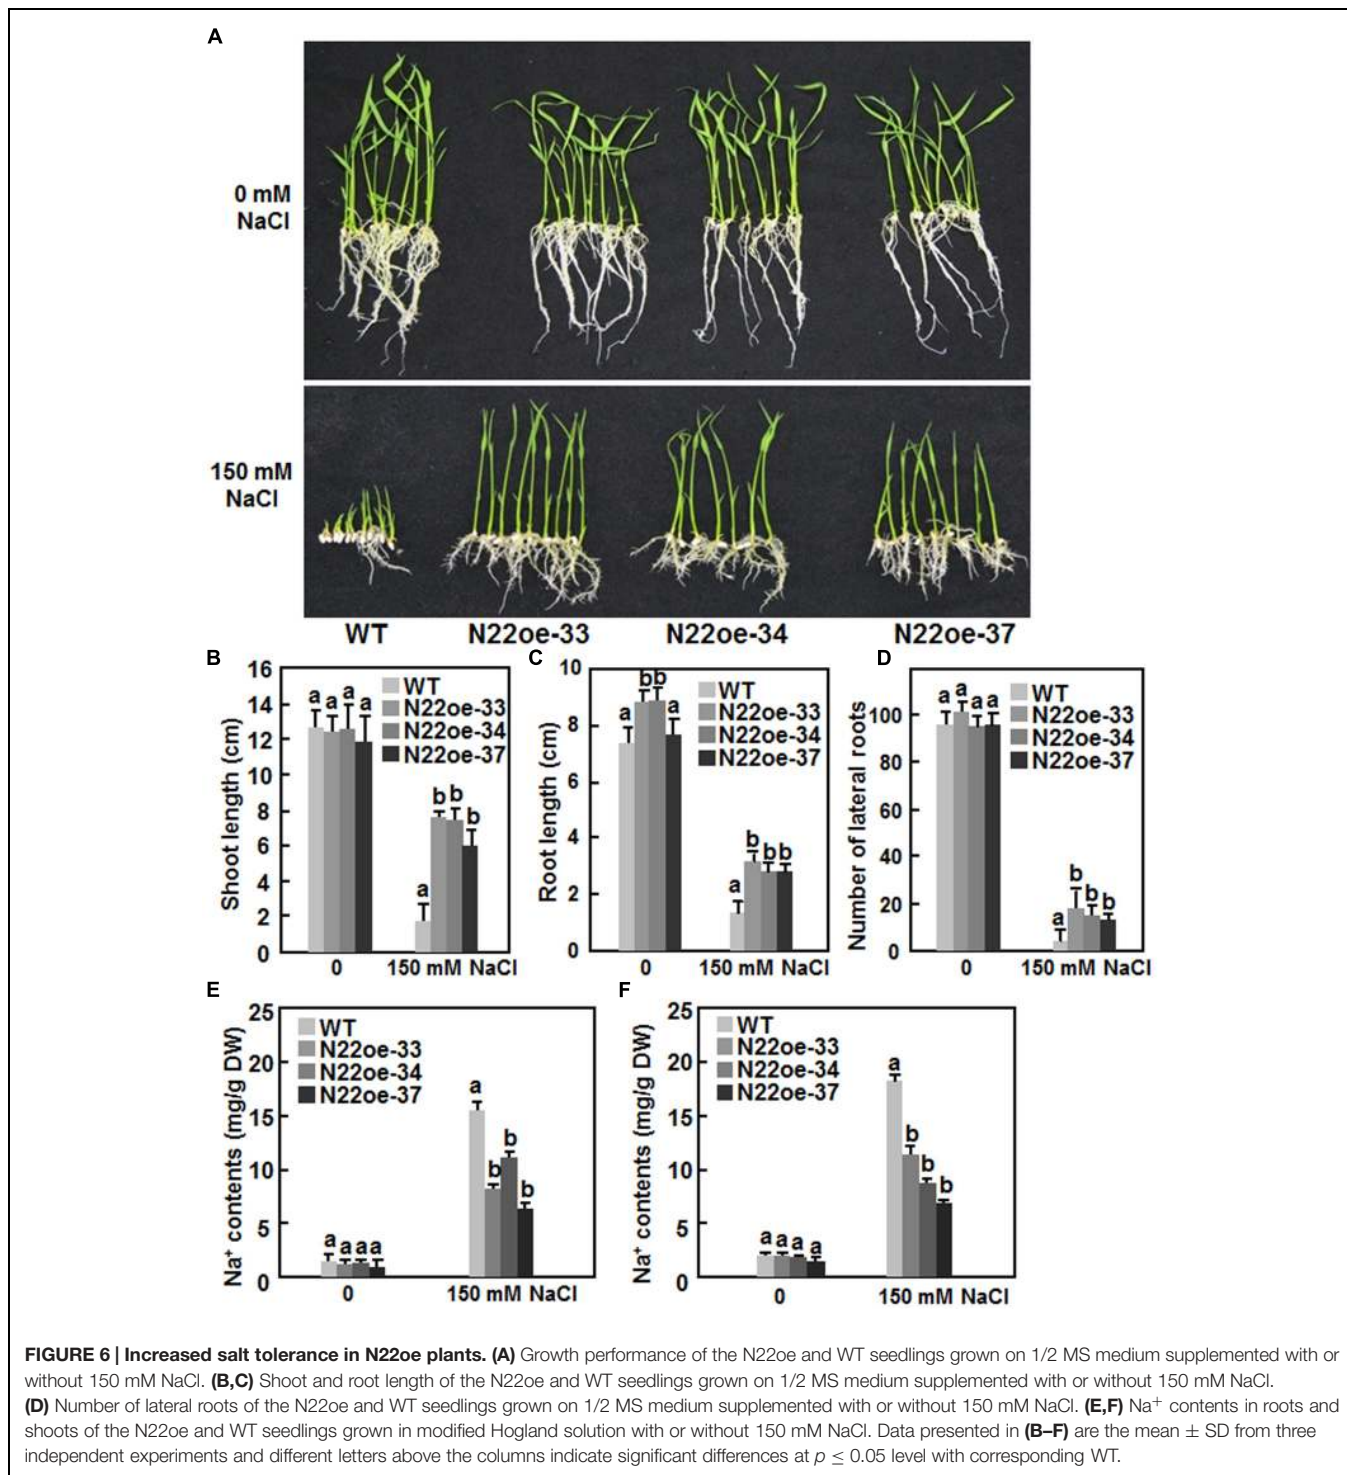 A
0 mM
NaCl
150 mM
NaCl
WT N22oe-33 N22oe-34 N22oe-37
B
Shoot length (cm)
16
14
12
10
8
6
4
2
0
a a a a
a b b b
WT
N22oe-33
N22oe-34
N22oe-37
0 150 mM NaCl
C
Root length (cm)
10
8
6
4
2
0
a b b a
a b b b
WT
N22oe-33
N22oe-34
N22oe-37
0 150 mM NaCl
D
Number of lateral roots
100
80
60
40
20
0
a a a a
a b b b
WT
N22oe-33
N22oe-34
N22oe-37
0 150 mM NaCl
E
Na+ contents (mg/g DW)
25
20
15
10
5
0
WT
N22oe-33
N22oe-34
N22oe-37
a a a a
a b b b
0 150 mM NaCl
F
Na+ contents (mg/g DW)
25
20
15
10
5
0
WT
N22oe-33
N22oe-34
N22oe-37
a a a a
a b b b
0 150 mM NaCl
FIGURE 6 | Increased salt tolerance in N22oe plants. (A) Growth performance of the N22oe and WT seedlings grown on 1/2 MS medium supplemented with or
without 150 mM NaCl. (B,C) Shoot and root length of the N22oe and WT seedlings grown on 1/2 MS medium supplemented with or without 150 mM NaCl.
(D) Number of lateral roots of the N22oe and WT seedlings grown on 1/2 MS medium supplemented with or without 150 mM NaCl. (E,F) Na+ contents in roots and
shoots of the N22oe and WT seedlings grown in modified Hogland solution with or without 150 mM NaCl. Data presented in (B–F) are the mean ± SD from three
independent experiments and different letters above the columns indicate significant differences at p ≤ 0.05 level with corresponding WT.